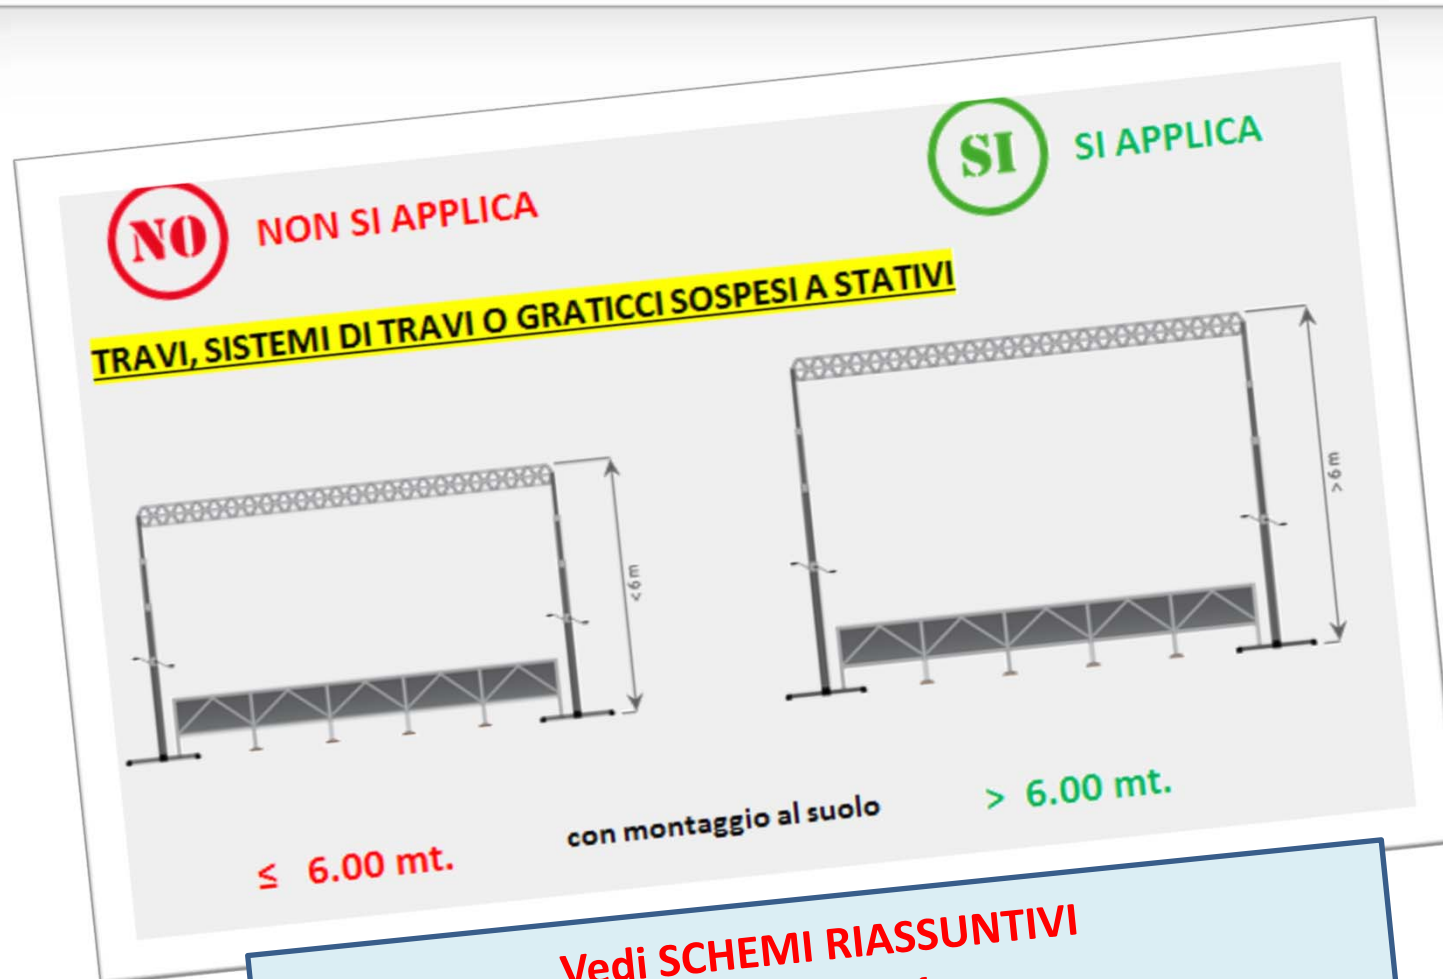 NO NON SI APPLICA
SI SI APPLICA
TRAVI, SISTEMI DI TRAVI O GRATICCI SOSPESI A STATIVI
<6m
>6m
≤ 6.00 mt.
con montaggio al suolo
> 6.00 mt.
Vedi SCHEMI RIASSUNTIVI